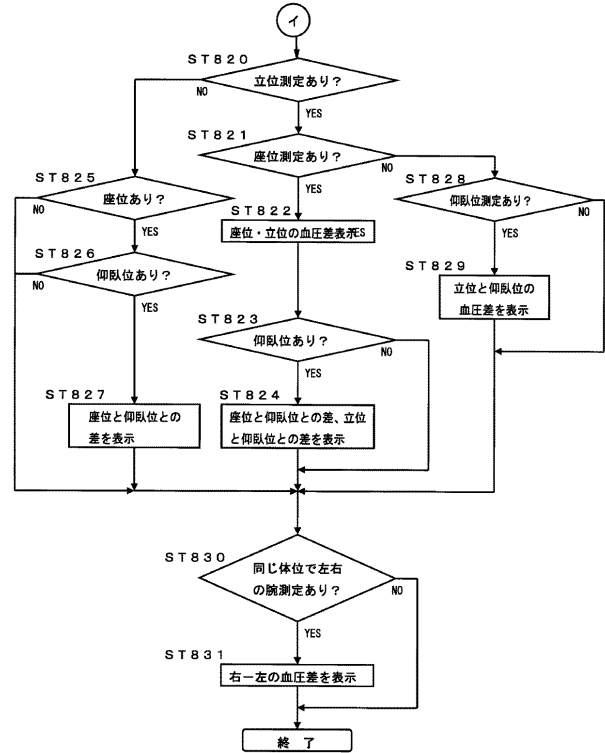 イ
ST820
立位測定あり？
NO
YES
ST821
座位測定あり？
NO
YES
ST825
座位あり？
NO
YES
ST822
座位・立位の血圧差表示ES
ST828
仰臥位測定あり？
NO
YES
ST826
仰臥位あり？
NO
YES
ST829
立位と仰臥位の
血圧差を表示
ST823
仰臥位あり？
NO
YES
ST827
座位と仰臥位との
差を表示
ST824
座位と仰臥位との差、立位
と仰臥位との差を表示
ST830
同じ体位で左右
の腕測定あり？
NO
YES
ST831
右－左の血圧差を表示
終 了